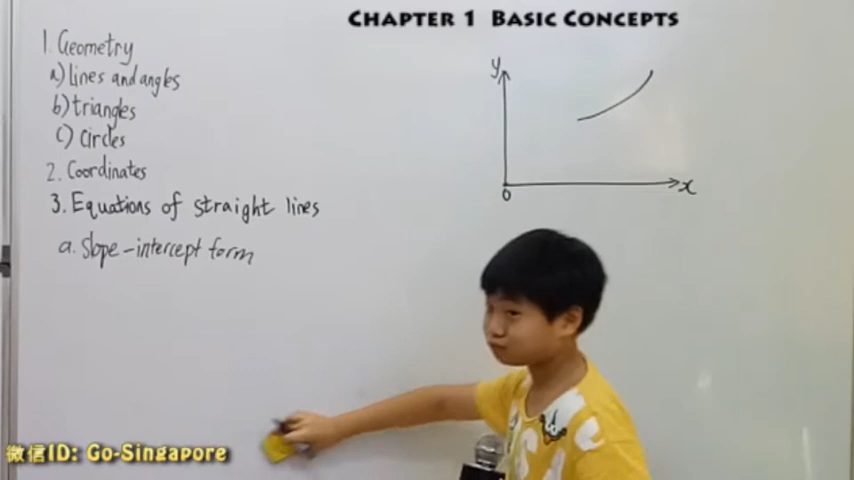 CHAPTER 1 BASIC CONCEPTS
1. Geometry
a) lines and angles
b) triangles
c) Circles
2. Coordinates
3. Equations of straight lines
a. Slope-intercept form
y
0
x
微信ID: Go-Singapore